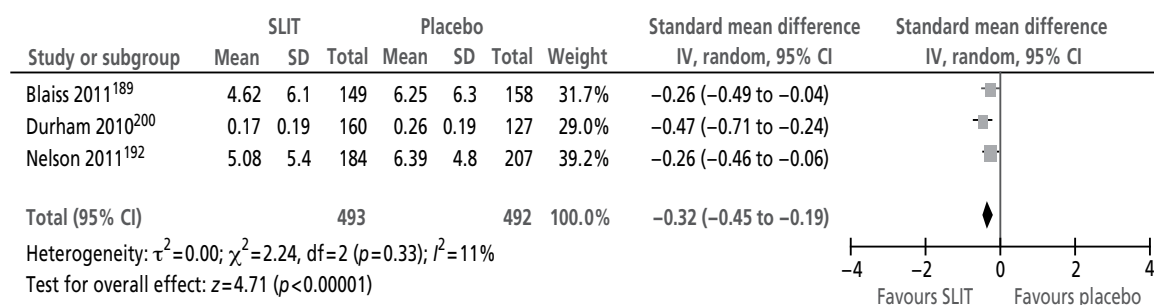 SLIT Placebo Standard mean difference Standard mean difference
Study or subgroup Mean SD Total Mean SD Total Weight IV, random, 95% CI IV, random, 95% CI
Blaiss 2011¹⁸⁹ 4.62 6.1 149 6.25 6.3 158 31.7% −0.26 (−0.49 to −0.04)
Durham 2010²⁰⁰ 0.17 0.19 160 0.26 0.19 127 29.0% −0.47 (−0.71 to −0.24)
Nelson 2011¹⁹² 5.08 5.4 184 6.39 4.8 207 39.2% −0.26 (−0.46 to −0.06)
Total (95% CI) 493 492 100.0% −0.32 (−0.45 to −0.19)
Heterogeneity: τ²=0.00; χ²=2.24, df=2 (p=0.33); I²=11%
Test for overall effect: z=4.71 (p<0.00001)
−4 −2 0 2 4
Favours SLIT Favours placebo